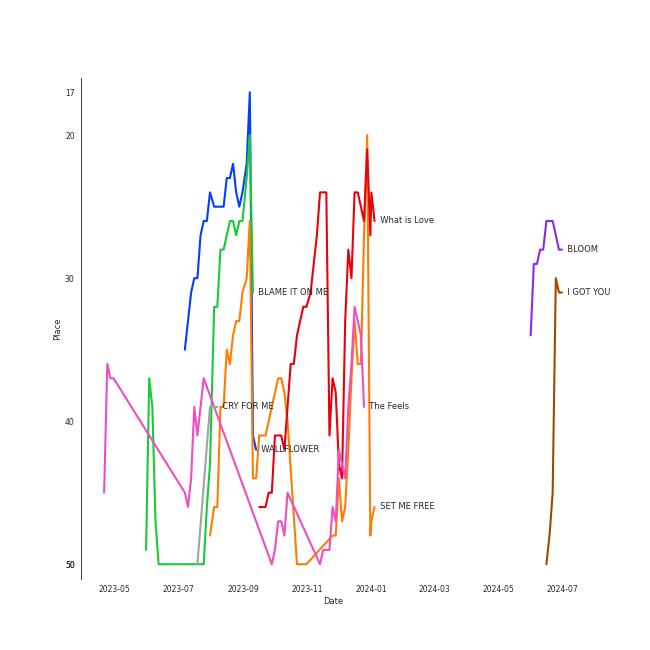 17
20
30
40
50
Place
What is Love
BLOOM
BLAME IT ON ME
I GOT YOU
CRY FOR ME
The Feels
WALLFLOWER
SET ME FREE
2023-05
2023-07
2023-09
2023-11
2024-01
2024-03
2024-05
2024-07
Date